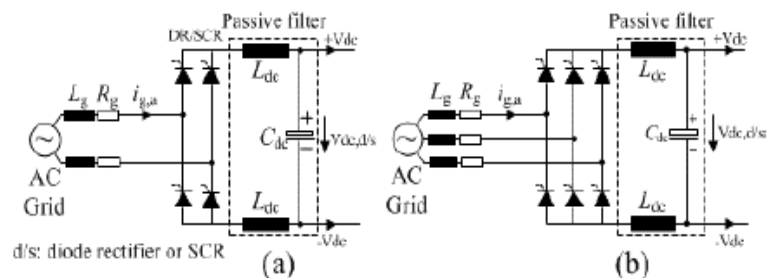 Passive filter
DR/SCR
+Vdc
Ldc
Lg Rg ig,a
Cdc
+
−
Vdc,d/s
AC
Grid
Ldc
-Vdc
d/s: diode rectifier or SCR
(a)
Passive filter
+Vdc
Ldc
Lg Rg ig,a
Cdc
+
-
Vdc,d/s
AC
Grid
Ldc
-Vdc
(b)